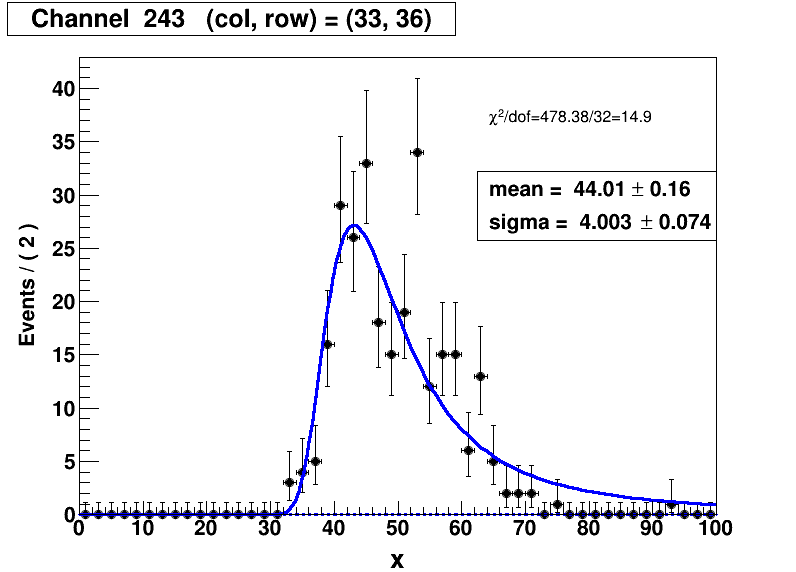 Channel 243 (col, row) = (33, 36)
χ²/dof=478.38/32=14.9
mean = 44.01 ± 0.16
sigma = 4.003 ± 0.074
Events / ( 2 )
40
35
30
25
20
15
10
5
0
0 10 20 30 40 50 60 70 80 90 100
x